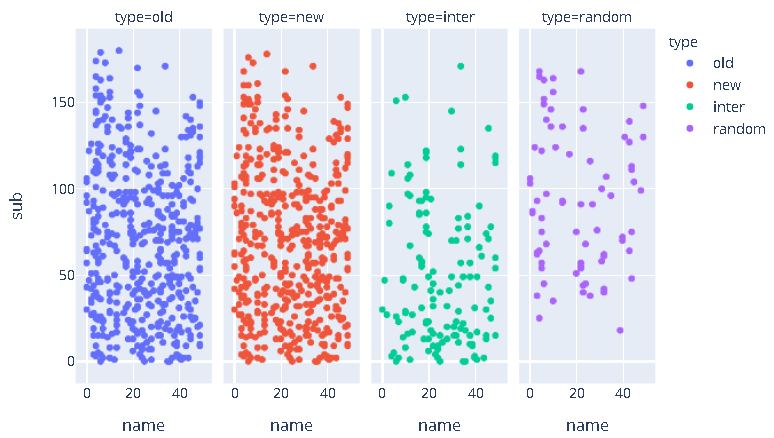 type=old type=new type=inter type=random
type
old
new
inter
random
sub
150
100
50
0
0 20 40 0 20 40 0 20 40 0 20 40
name name name name